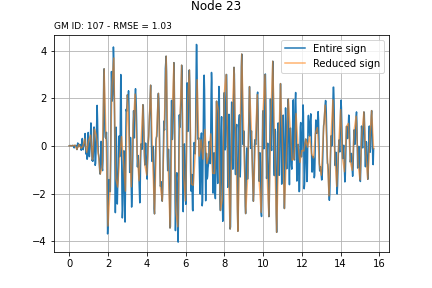 Node 23
GM ID: 107 - RMSE = 1.03
Entire sign
Reduced sign
4
2
0
−2
−4
0 2 4 6 8 10 12 14 16